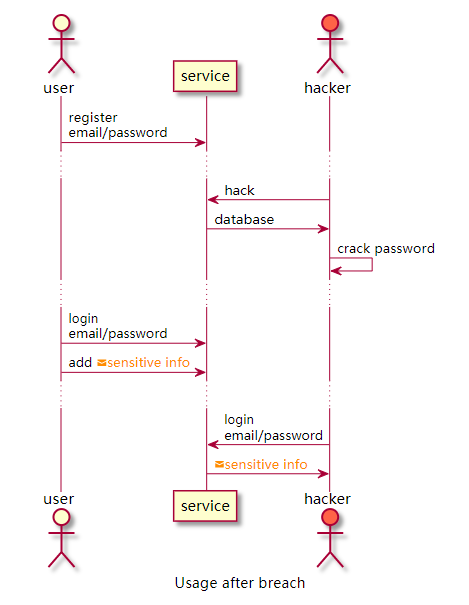 user
service
hacker
register
email/password
hack
database
crack password
login
email/password
add sensitive info
login
email/password
sensitive info
user
service
hacker
Usage after breach